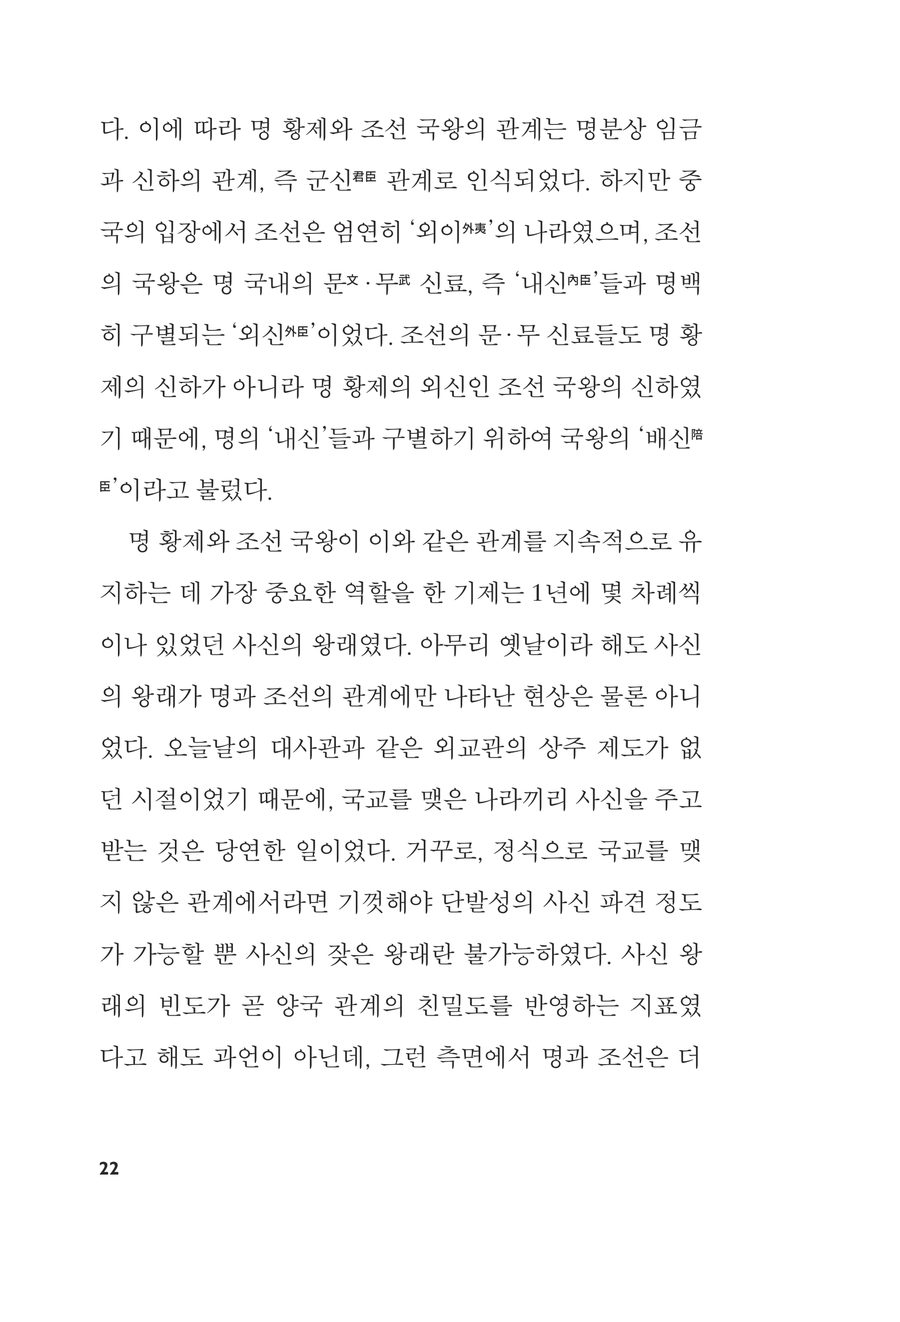 다. 이에 따라 명 황제와 조선 국왕의 관계는 명분상 임금
과 신하의 관계, 즉 군신君臣 관계로 인식되었다. 하지만 중
국의 입장에서 조선은 엄연히 ‘외이外夷’의 나라였으며, 조선
의 국왕은 명 국내의 문文·무武 신료, 즉 ‘내신內臣’들과 명백
히 구별되는 ‘외신外臣’이었다. 조선의 문·무 신료들도 명 황
제의 신하가 아니라 명 황제의 외신인 조선 국왕의 신하였
기 때문에, 명의 ‘내신’들과 구별하기 위하여 국왕의 ‘배신陪
臣’이라고 불렀다.
명 황제와 조선 국왕이 이와 같은 관계를 지속적으로 유
지하는 데 가장 중요한 역할을 한 기제는 1년에 몇 차례씩
이나 있었던 사신의 왕래였다. 아무리 옛날이라 해도 사신
의 왕래가 명과 조선의 관계에만 나타난 현상은 물론 아니
었다. 오늘날의 대사관과 같은 외교관의 상주 제도가 없
던 시절이었기 때문에, 국교를 맺은 나라끼리 사신을 주고
받는 것은 당연한 일이었다. 거꾸로, 정식으로 국교를 맺
지 않은 관계에서라면 기껏해야 단발성의 사신 파견 정도
가 가능할 뿐 사신의 잦은 왕래란 불가능하였다. 사신 왕
래의 빈도가 곧 양국 관계의 친밀도를 반영하는 지표였
다고 해도 과언이 아닌데, 그런 측면에서 명과 조선은 더
22